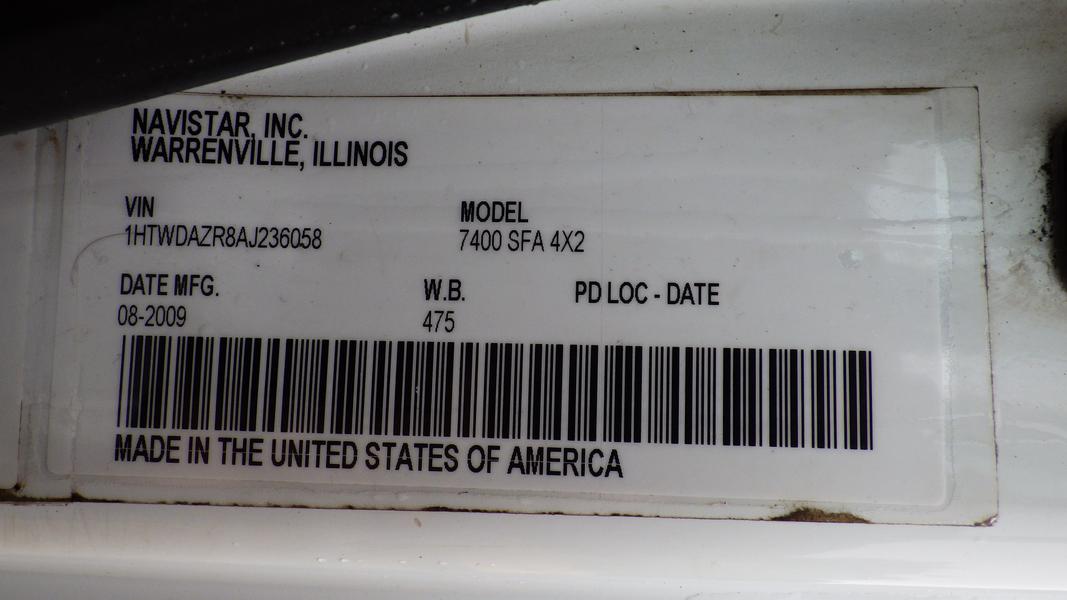 NAVISTAR, INC.
WARRENVILLE, ILLINOIS
VIN MODEL
1HTWDAZR8AJ236058 7400 SFA 4X2
DATE MFG. W.B. PD LOC - DATE
08-2009 475
MADE IN THE UNITED STATES OF AMERICA